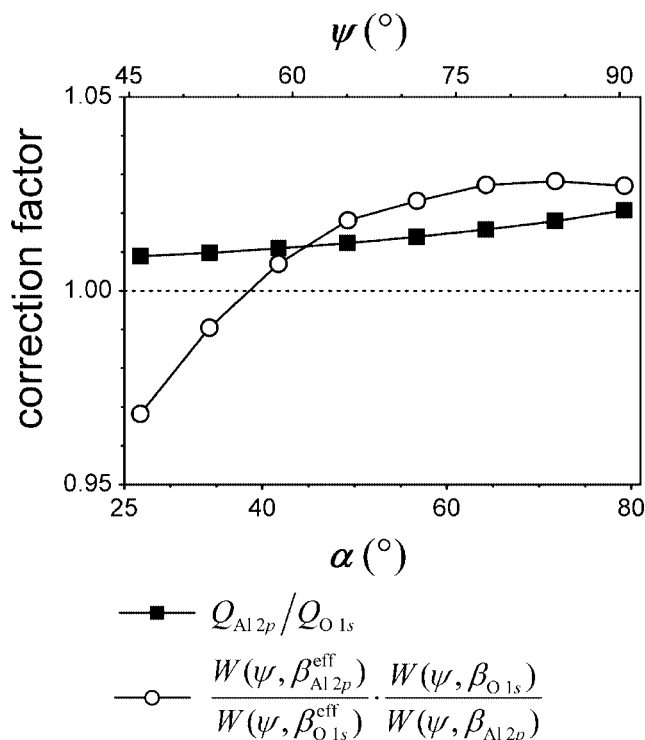 ψ (°)
45 60 75 90
1.05
1.00
0.95
correction factor
25 40 60 80
α (°)
Q_{Al 2p}/Q_{O 1s}
W(ψ, β^{eff}_{Al 2p}) / W(ψ, β^{eff}_{O 1s}) · W(ψ, β_{O 1s}) / W(ψ, β_{Al 2p})